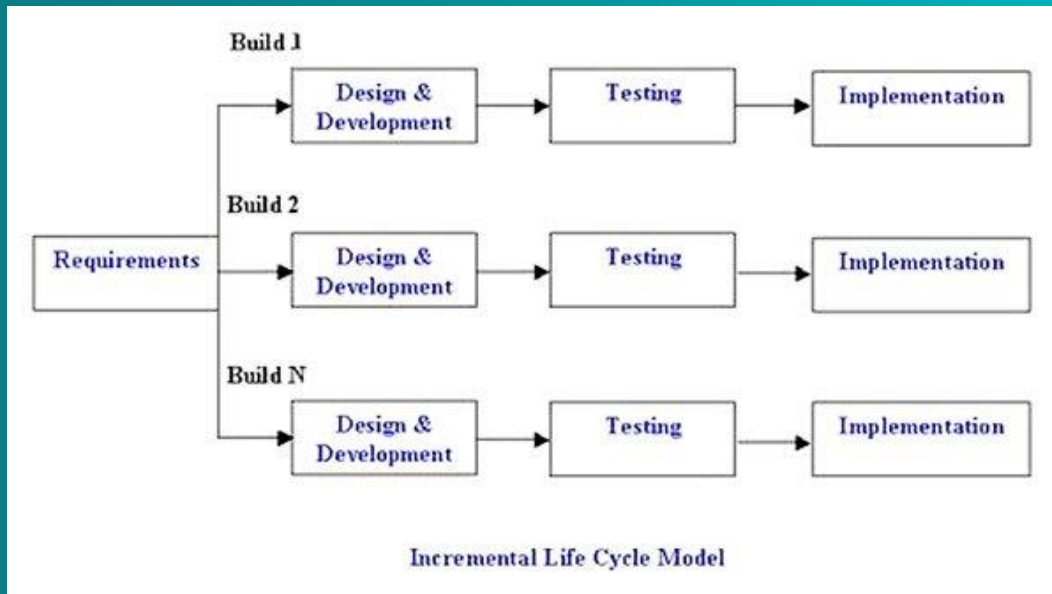 Build 1
Design &
Development
Testing
Implementation
Build 2
Requirements
Design &
Development
Testing
Implementation
Build N
Design &
Development
Testing
Implementation
Incremental Life Cycle Model